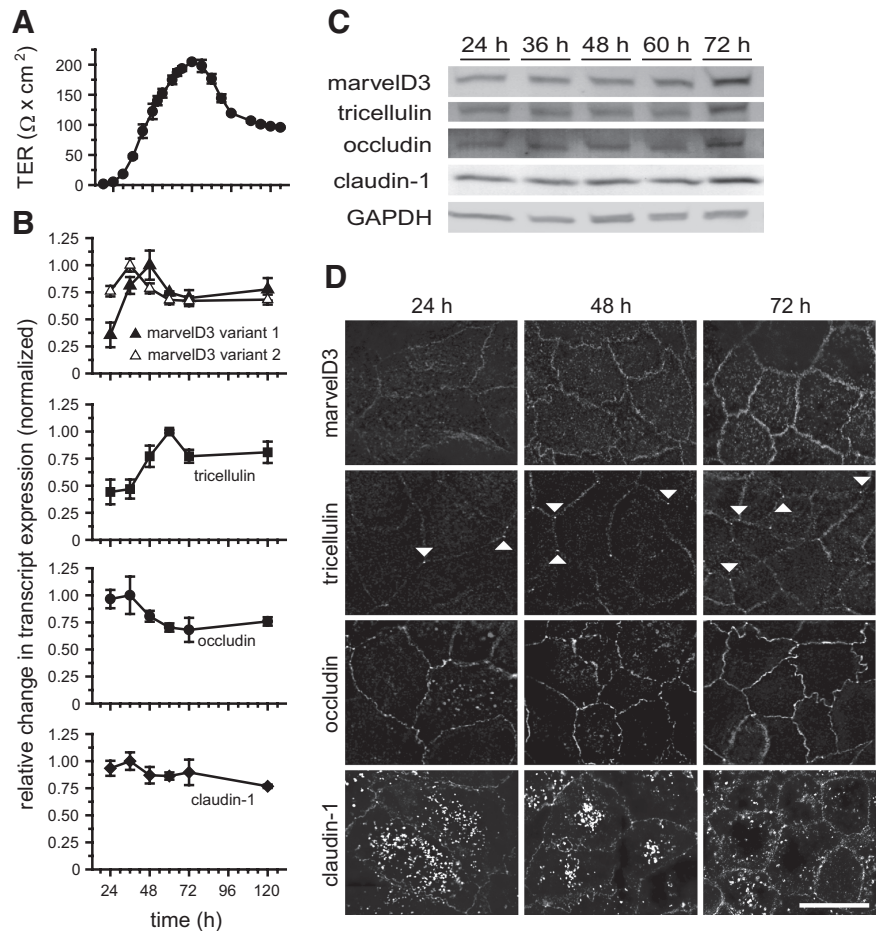 A
TER (Ω x cm2)
200
150
100
50
0
B
relative change in transcript expression (normalized)
1.25
1.00
0.75
0.50
0.25
0
marvelD3 variant 1
marvelD3 variant 2
1.25
1.00
0.75
0.50
0.25
0
tricellulin
1.25
1.00
0.75
0.50
0.25
0
occludin
1.25
1.00
0.75
0.50
0.25
0
claudin-1
24 48 72 96 120
time (h)
C
24 h 36 h 48 h 60 h 72 h
marvelD3
tricellulin
occludin
claudin-1
GAPDH
D
24 h 48 h 72 h
marvelD3
tricellulin
occludin
claudin-1